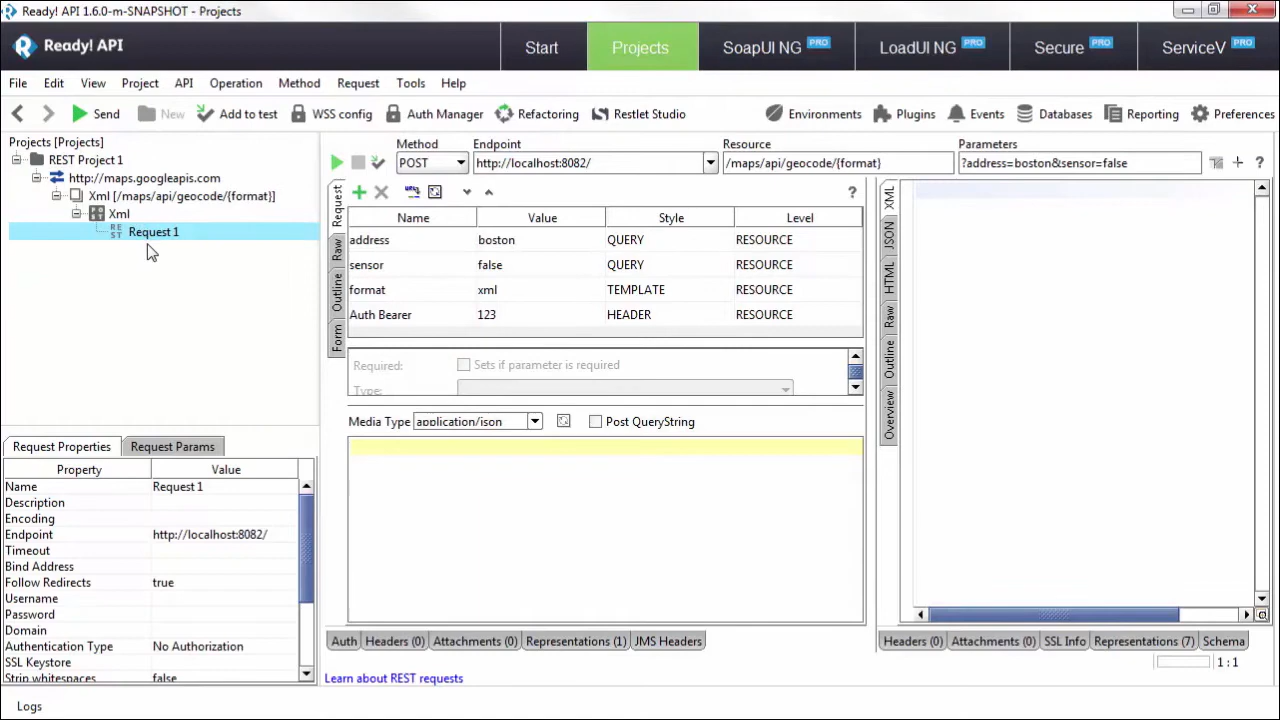 Ready! API 1.6.0-m-SNAPSHOT - Projects
Ready! API
Start
Projects
SoapUI NG PRO
LoadUI NG PRO
Secure PRO
ServiceV PRO
File Edit View Project API Operation Method Request Tools Help
Send New Add to test WSS config Auth Manager Refactoring Restlet Studio Environments Plugins Events Databases Reporting Preferences
Projects [Projects]
REST Project 1
http://maps.googleapis.com
Xml [/maps/api/geocode/{format}]
Xml
REST Request 1
Method Endpoint Resource Parameters
POST http://localhost:8082/ /maps/api/geocode/{format} ?address=boston&sensor=false
Request
Raw
Outline
Form
Name Value Style Level
address boston QUERY RESOURCE
sensor false QUERY RESOURCE
format xml TEMPLATE RESOURCE
Auth Bearer 123 HEADER RESOURCE
Required: Sets if parameter is required
Type:
Media Type application/json Post QueryString
XML
JSON
HTML
Raw
Outline
Overview
Request Properties Request Params
Property Value
Name Request 1
Description
Encoding
Endpoint http://localhost:8082/
Timeout
Bind Address
Follow Redirects true
Username
Password
Domain
Authentication Type No Authorization
SSL Keystore
Strip whitespaces false
Auth Headers (0) Attachments (0) Representations (1) JMS Headers
Headers (0) Attachments (0) SSL Info Representations (7) Schema
1 : 1
Learn about REST requests
Logs